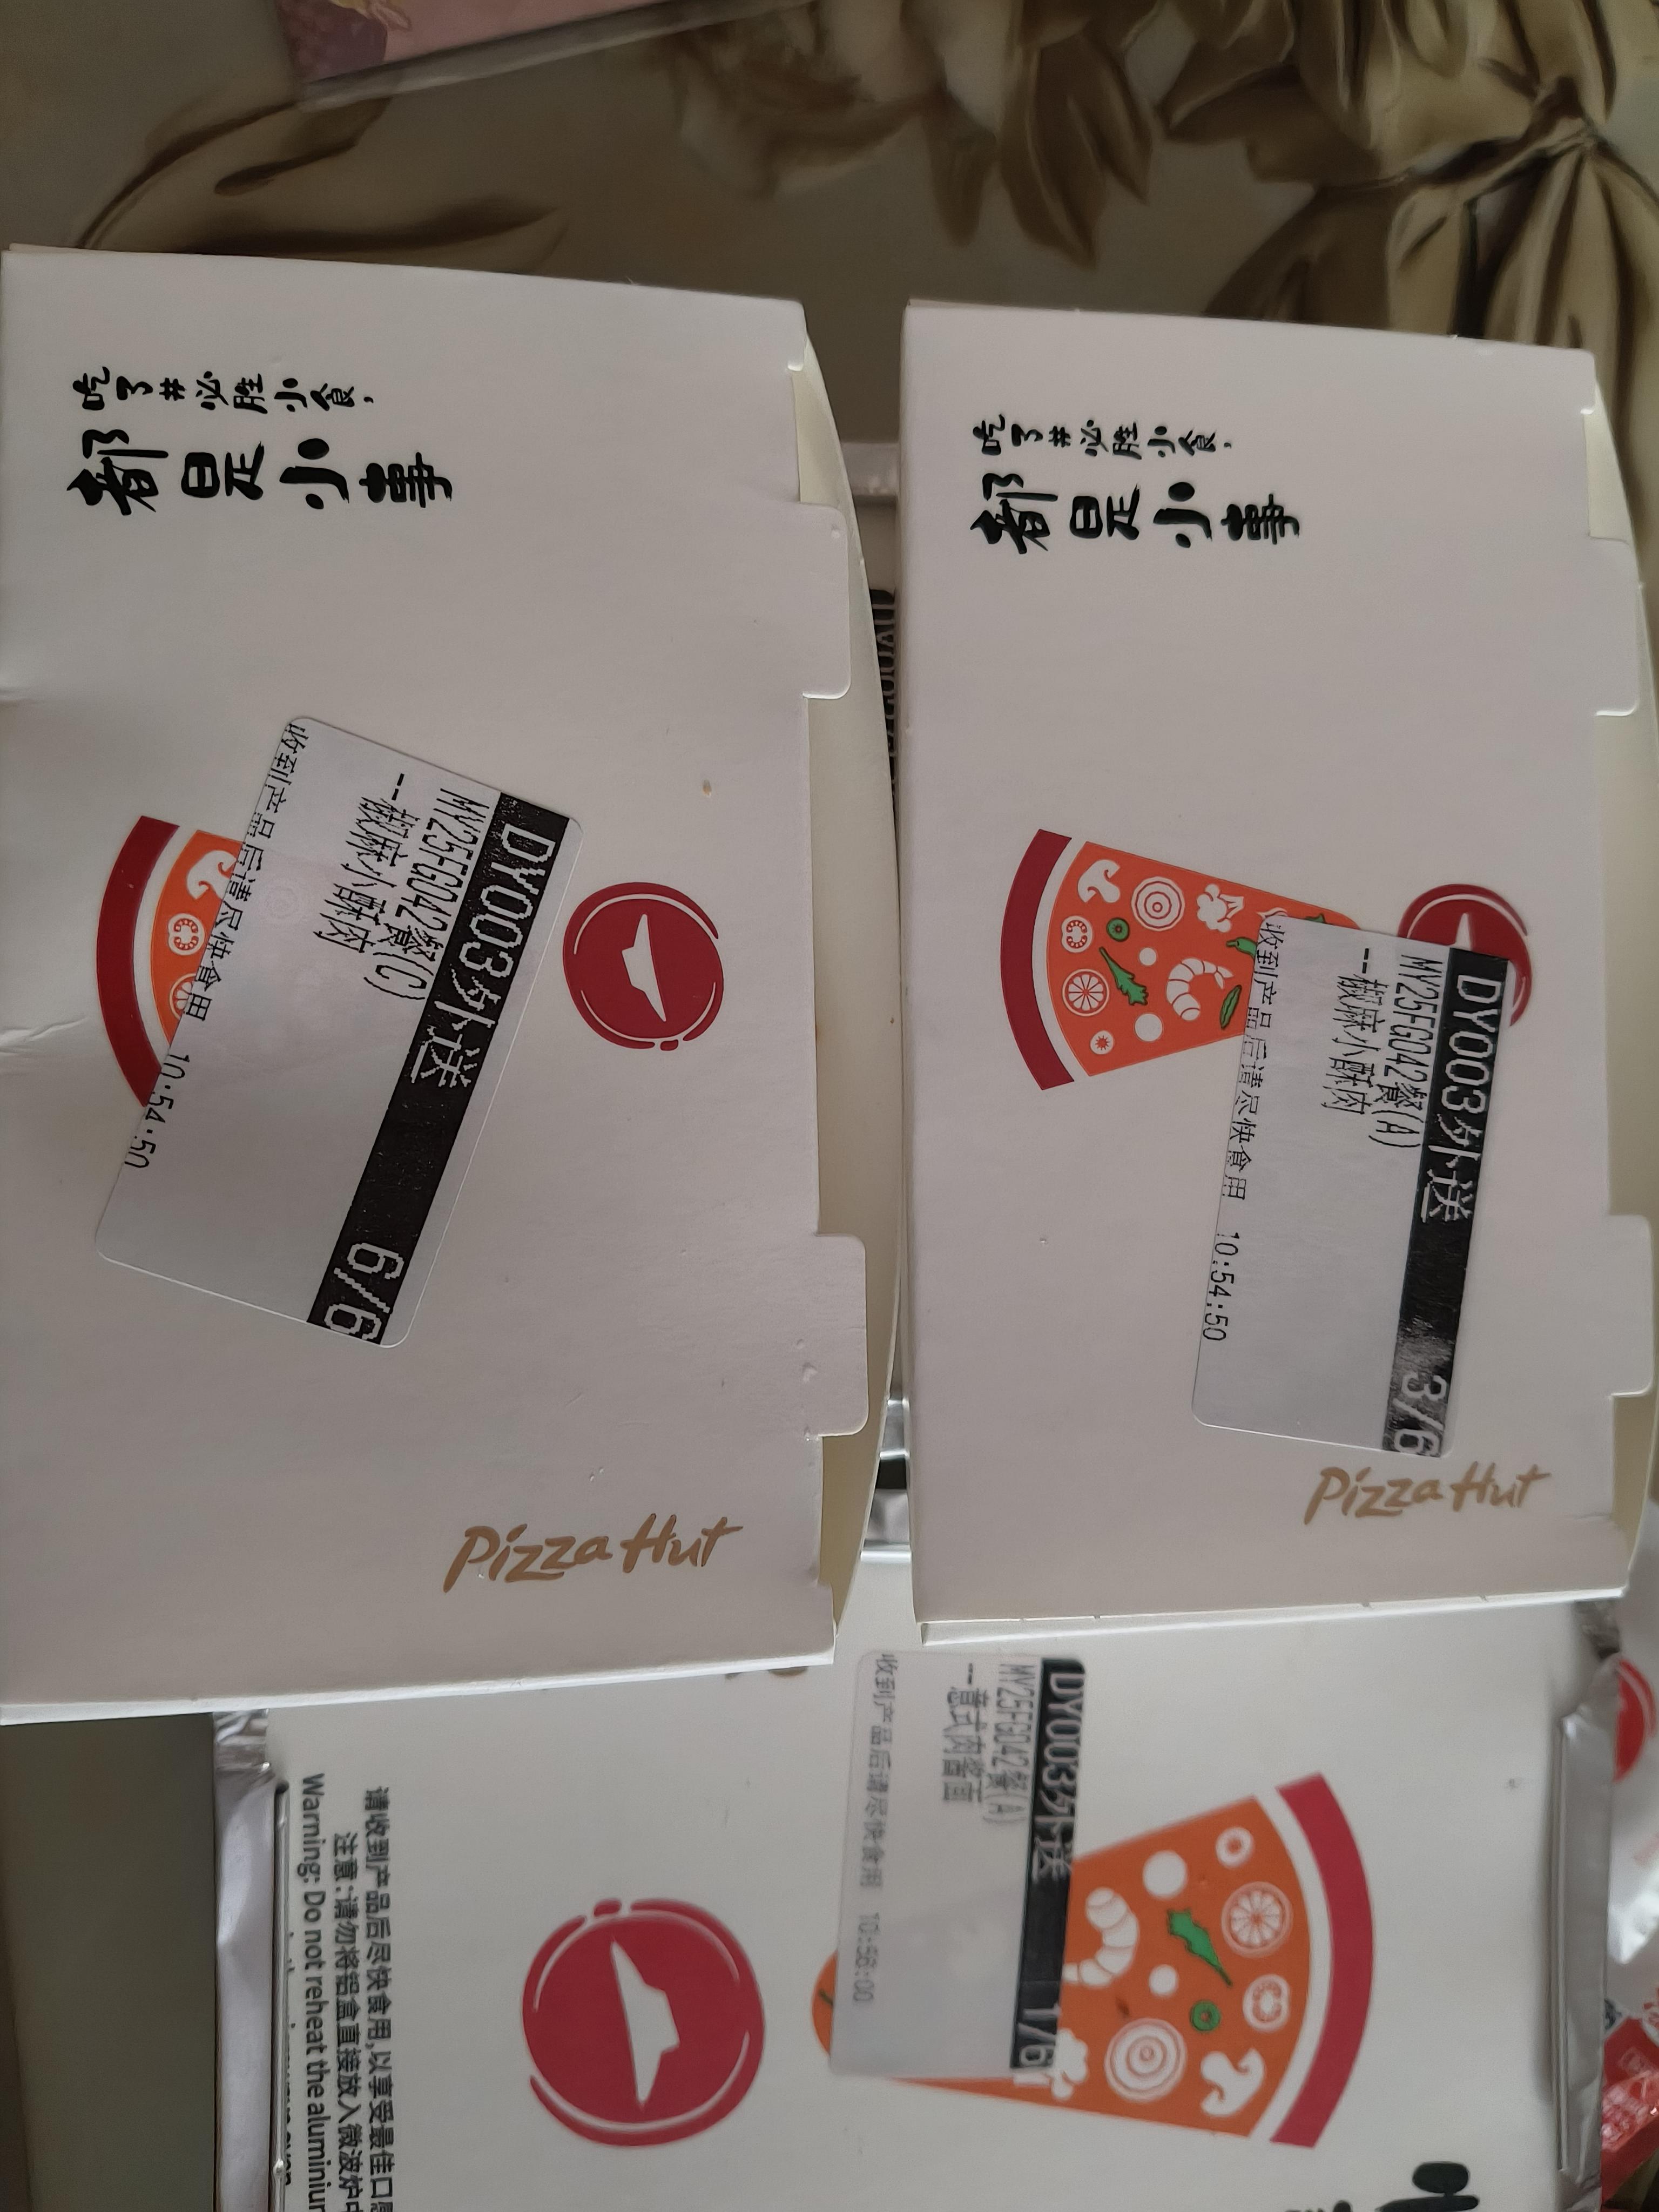 吃了#必胜小食,
都是小事
DY003外送 6/6
MY25FG042餐(C)
--椒麻小酥肉
收到产品后请尽快食用 10:54:50
Pizza Hut
吃了#必胜小食,
都是小事
DY003外送 3/6
MY25FG042餐(A)
--椒麻小酥肉
收到产品后请尽快食用 10:54:50
Pizza Hut
DY003外送 1/6
MY25FG042餐(A)
--意式肉酱面
收到产品后请尽快食用 10:56:00
请收到产品后尽快食用,以享受最佳口
注意:请勿将铝盒直接放入微波炉
Warning: Do not reheat the aluminium